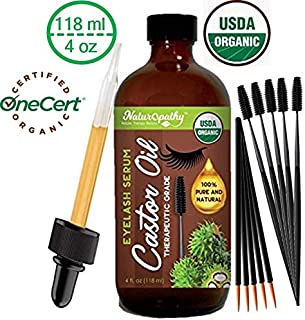 118 ml
4 oz
USDA
ORGANIC
CERTIFIED
OneCert
ORGANIC
Naturopathy
USDA
ORGANIC
EYELASH SERUM
Castor Oil
THERAPEUTIC GRADE
100%
PURE AND
NATURAL
4 fl oz (118 ml)